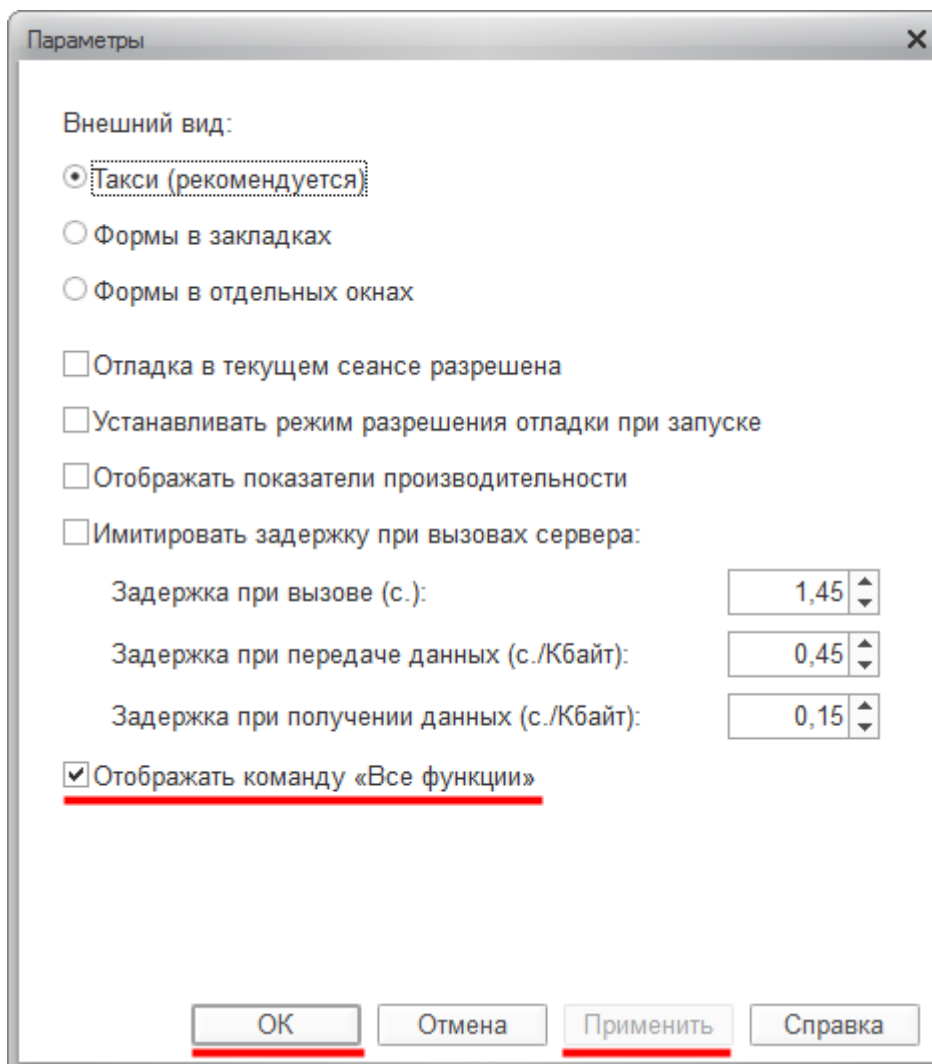 Параметры
Внешний вид:
Такси (рекомендуется)
Формы в закладках
Формы в отдельных окнах
Отладка в текущем сеансе разрешена
Устанавливать режим разрешения отладки при запуске
Отображать показатели производительности
Имитировать задержку при вызовах сервера:
Задержка при вызове (с.): 1,45
Задержка при передаче данных (с./Кбайт): 0,45
Задержка при получении данных (с./Кбайт): 0,15
Отображать команду «Все функции»
ОК Отмена Применить Справка